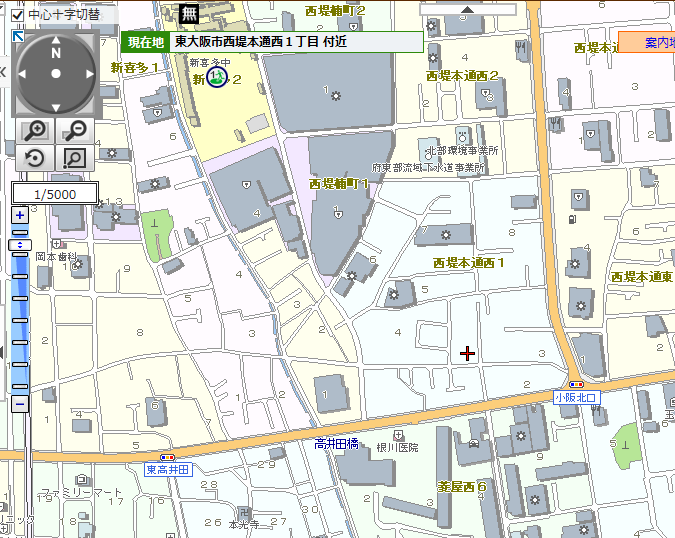 中心十字切替
無
西堤楠町2
現在地
東大阪市西堤本通西1丁目 付近
N
新喜多1
新喜多中
新喜多2
西堤本通西2
案内地
北部環境事業所
府東部流域下水道事業所
西堤楠町1
1/5000
岡本歯科
西堤本通西1
西堤本通東
小阪北口
高井田橋
根川医院
東高井田
菱屋西6
ファミリーマート
本光寺